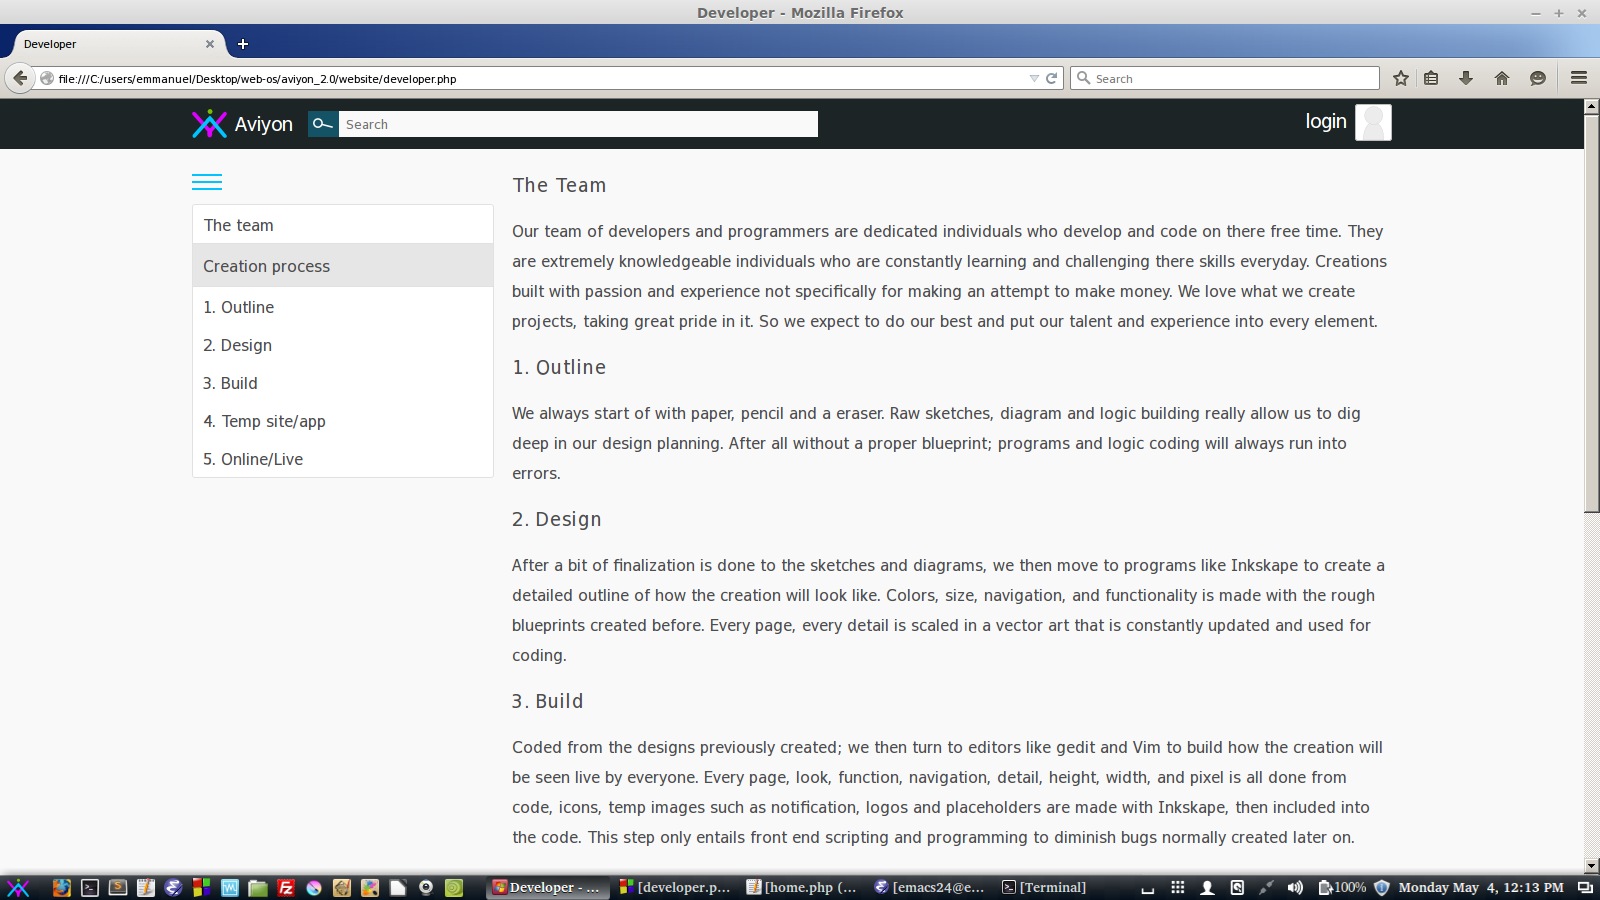 Developer - Mozilla Firefox
Developer
file:///C:/users/emmanuel/Desktop/web-os/aviyon_2.0/website/developer.php
Search
Aviyon
Search
login
The team
Creation process
1. Outline
2. Design
3. Build
4. Temp site/app
5. Online/Live
The Team
Our team of developers and programmers are dedicated individuals who develop and code on there free time. They
are extremely knowledgeable individuals who are constantly learning and challenging there skills everyday. Creations
built with passion and experience not specifically for making an attempt to make money. We love what we create
projects, taking great pride in it. So we expect to do our best and put our talent and experience into every element.
1. Outline
We always start of with paper, pencil and a eraser. Raw sketches, diagram and logic building really allow us to dig
deep in our design planning. After all without a proper blueprint; programs and logic coding will always run into
errors.
2. Design
After a bit of finalization is done to the sketches and diagrams, we then move to programs like Inkskape to create a
detailed outline of how the creation will look like. Colors, size, navigation, and functionality is made with the rough
blueprints created before. Every page, every detail is scaled in a vector art that is constantly updated and used for
coding.
3. Build
Coded from the designs previously created; we then turn to editors like gedit and Vim to build how the creation will
be seen live by everyone. Every page, look, function, navigation, detail, height, width, and pixel is all done from
code, icons, temp images such as notification, logos and placeholders are made with Inkskape, then included into
the code. This step only entails front end scripting and programming to diminish bugs normally created later on.
Developer - ...
[developer.p...
[home.php (...
[emacs24@e...
[Terminal]
100%
Monday May 4, 12:13 PM